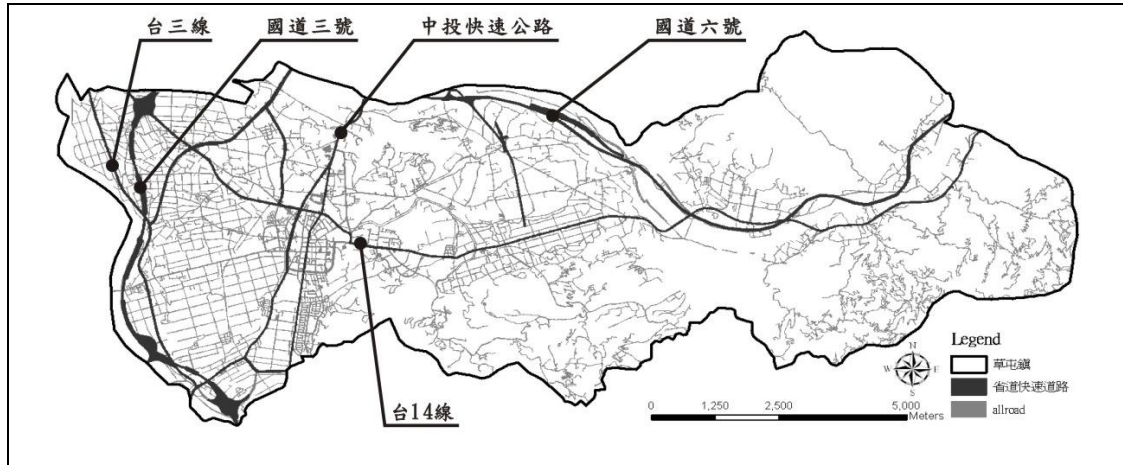 台三線
國道三號
中投快速公路
國道六號
台14線
Legend
N
W E
S
草屯鎮
省道快速道路
allroad
0 1,250 2,500 5,000
Meters